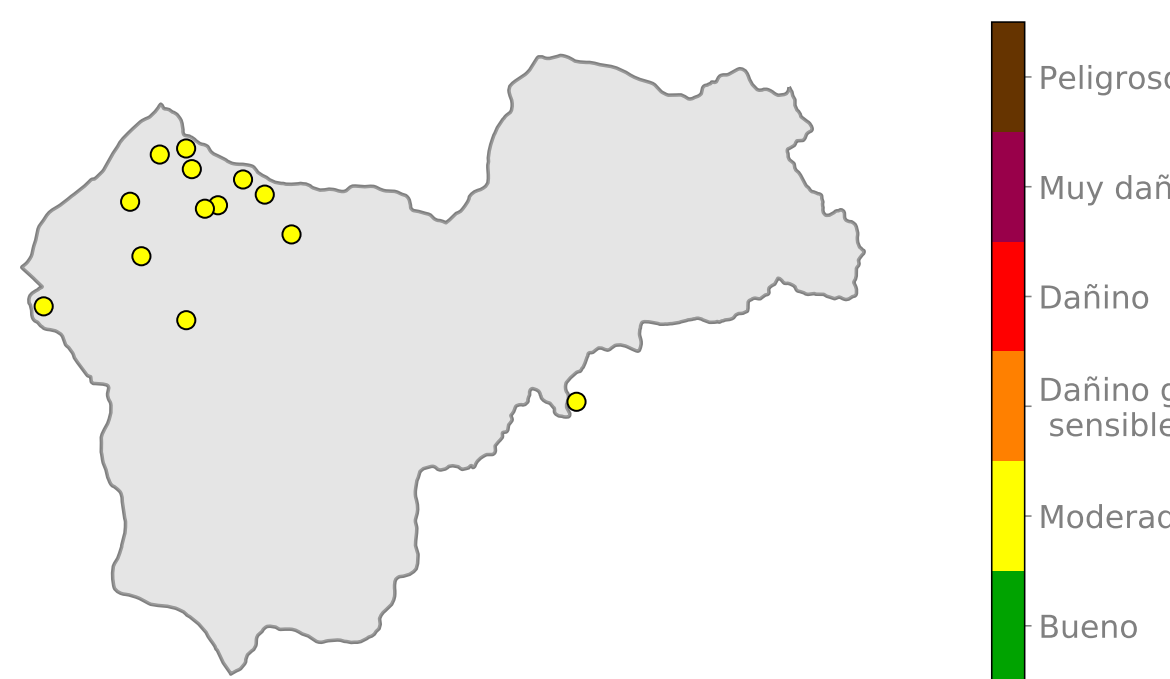 Peligroso
Muy dañ
Dañino
Dañino g
sensible
Moderad
Bueno